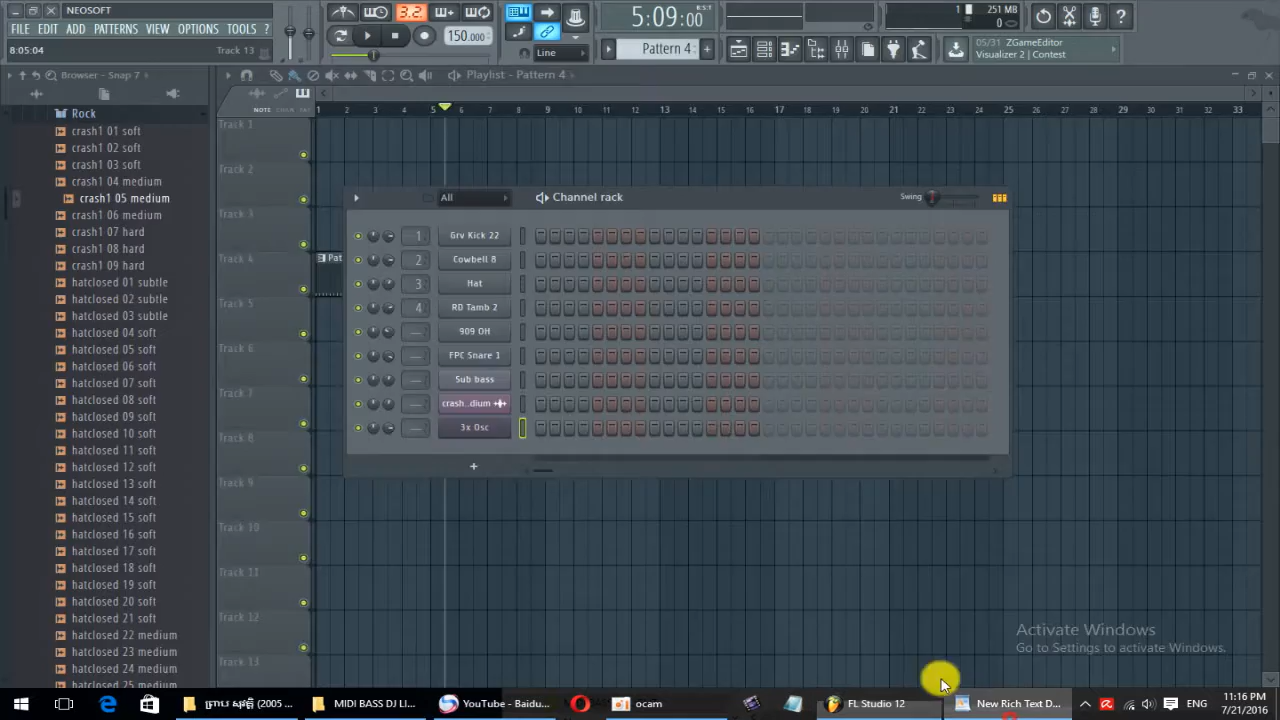 NEOSOFT
FILE EDIT ADD PATTERNS VIEW OPTIONS TOOLS ?
8:05:04 Track 13
3.2
150.000
5:09:00
B:S:T
Line
Pattern 4
1
251 MB
0
05/31 ZGameEditor
Visualizer 2 | Contest
Browser - Snap 7
Playlist - Pattern 4
NOTE CHAN PAT
1 2 3 4 5 6 7 8 9 10 11 12 13 14 15 16 17 18 19 20 21 22 23 24 25 26 27 28 29 30 31 32 33
Rock
crash1 01 soft
crash1 02 soft
crash1 03 soft
crash1 04 medium
crash1 05 medium
crash1 06 medium
crash1 07 hard
crash1 08 hard
crash1 09 hard
hatclosed 01 subtle
hatclosed 02 subtle
hatclosed 03 subtle
hatclosed 04 soft
hatclosed 05 soft
hatclosed 06 soft
hatclosed 07 soft
hatclosed 08 soft
hatclosed 09 soft
hatclosed 10 soft
hatclosed 11 soft
hatclosed 12 soft
hatclosed 13 soft
hatclosed 14 soft
hatclosed 15 soft
hatclosed 16 soft
hatclosed 17 soft
hatclosed 18 soft
hatclosed 19 soft
hatclosed 20 soft
hatclosed 21 soft
hatclosed 22 medium
hatclosed 23 medium
hatclosed 24 medium
hatclosed 25 medium
Track 1
Track 2
Track 3
Track 4
Pat
Track 5
Track 6
Track 7
Track 8
Track 9
Track 10
Track 11
Track 12
Track 13
All
Channel rack
Swing
1 Grv Kick 22
2 Cowbell 8
3 Hat
4 RD Tamb 2
909 OH
FPC Snare 1
Sub bass
crash..dium
3x Osc
+
Activate Windows
Go to Settings to activate Windows.
(2005 ...
MIDI BASS DJ LI...
YouTube - Baidu...
ocam
FL Studio 12
New Rich Text D...
ENG
11:16 PM
7/21/2016